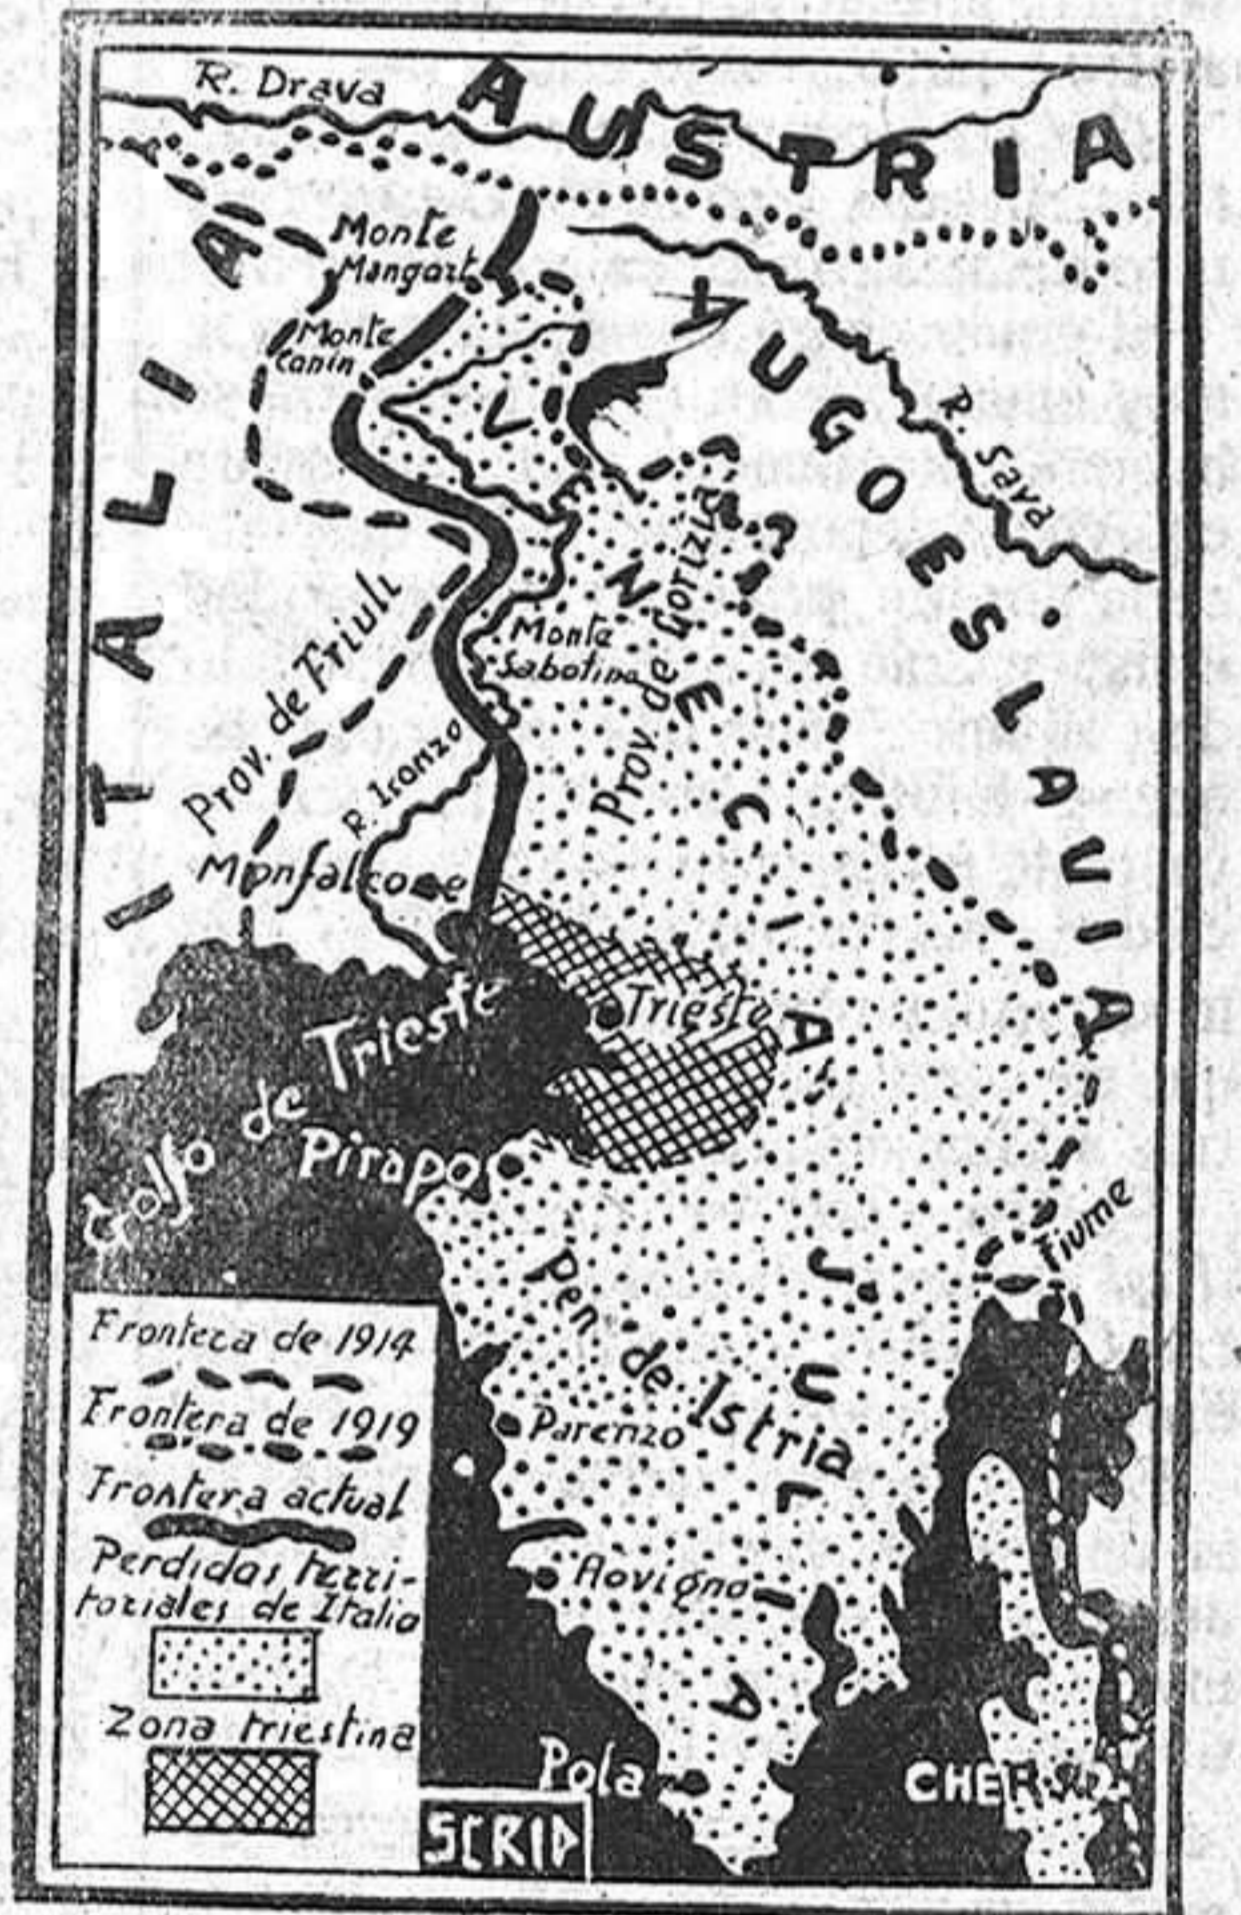 R. Drava
AUSTRIA
ITALIA
Monte
Mangart
Monte
Canin
YUGOESLAVIA
R. Sava
VENECIA JULIA
Prov. de Friuli
Prov. de Gorizia
Monte
Sabotino
R. Isonzo
Monfalcone
Trieste
Golfo de Trieste
Pirapos
Fiume
Pen de Istria
Parenzo
Rovigno
Pola
CHERSO
Frontera de 1914
Frontera de 1919
Frontera actual
Perdidas terri-
toriales de Italia
Zona triestina
SCRID